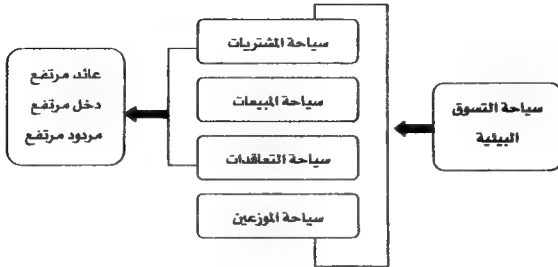 سياحة التسوق
البيئية
سياحة المشتريات
سياحة المبيعات
سياحة التعاقدات
سياحة الموزعين
عائد مرتفع
دخل مرتفع
مردود مرتفع